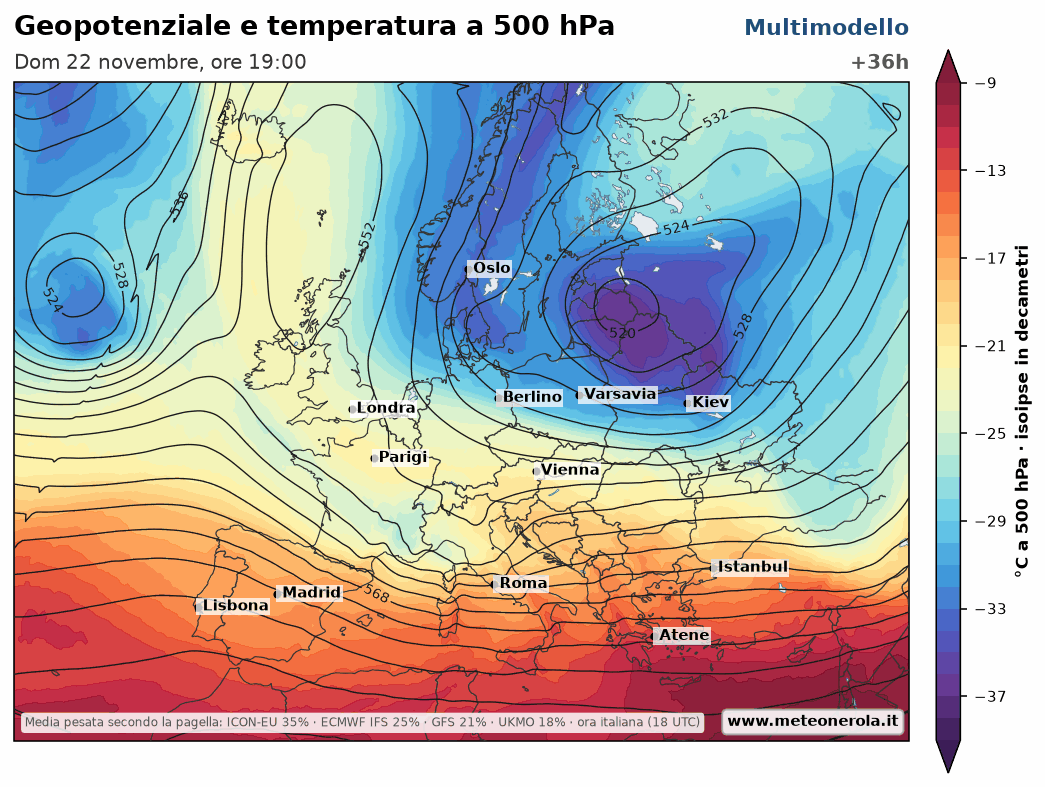 Geopotenziale e temperatura a 500 hPa
Multimodello
Dom 22 novembre, ore 19:00
+36h
−9
−13
−17
−21
−25
−29
−33
−37
°C a 500 hPa · isoipse in decametri
532
536
552
524
528
524
528
520
568
Oslo
Berlino
Varsavia
Kiev
Londra
Parigi
Vienna
Istanbul
Roma
Madrid
Lisbona
Atene
Media pesata secondo la pagella: ICON-EU 35% · ECMWF IFS 25% · GFS 21% · UKMO 18% · ora italiana (18 UTC)
www.meteonerola.it